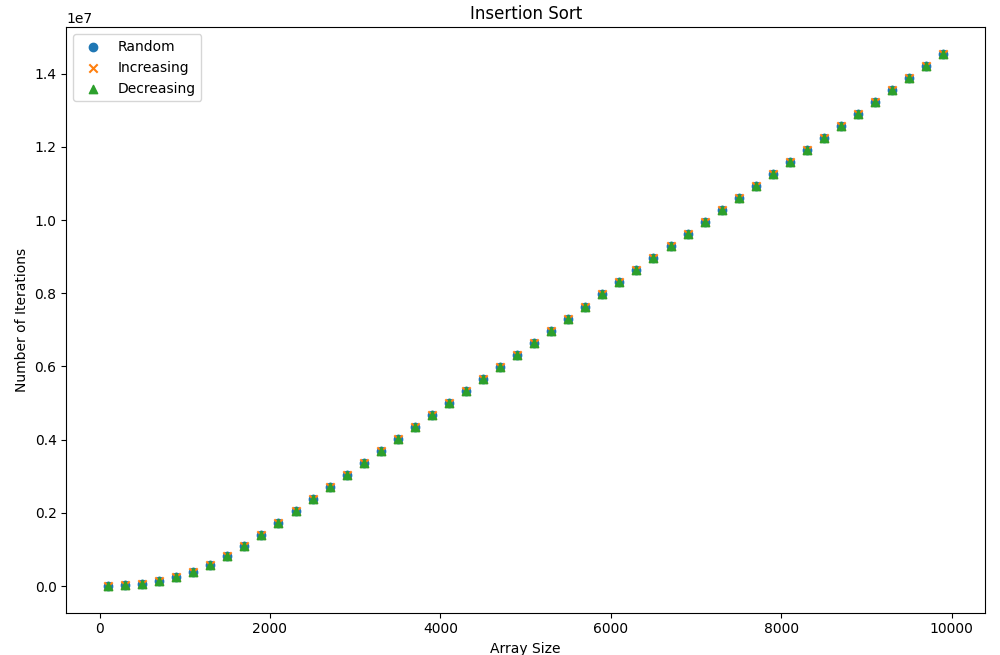 Insertion Sort
1e7
Random
Increasing
Decreasing
1.4
1.2
1.0
0.8
0.6
0.4
0.2
0.0
Number of Iterations
0 2000 4000 6000 8000 10000
Array Size